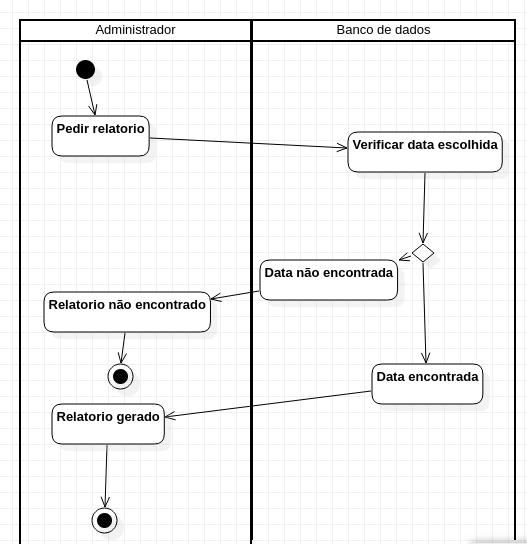 Administrador
Banco de dados
Pedir relatorio
Verificar data escolhida
Data não encontrada
Relatorio não encontrado
Data encontrada
Relatorio gerado